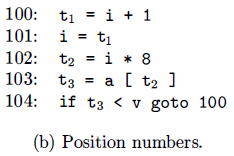 100: t₁ = i + 1
101: i = t₁
102: t₂ = i * 8
103: t₃ = a [ t₂ ]
104: if t₃ < v goto 100
(b) Position numbers.